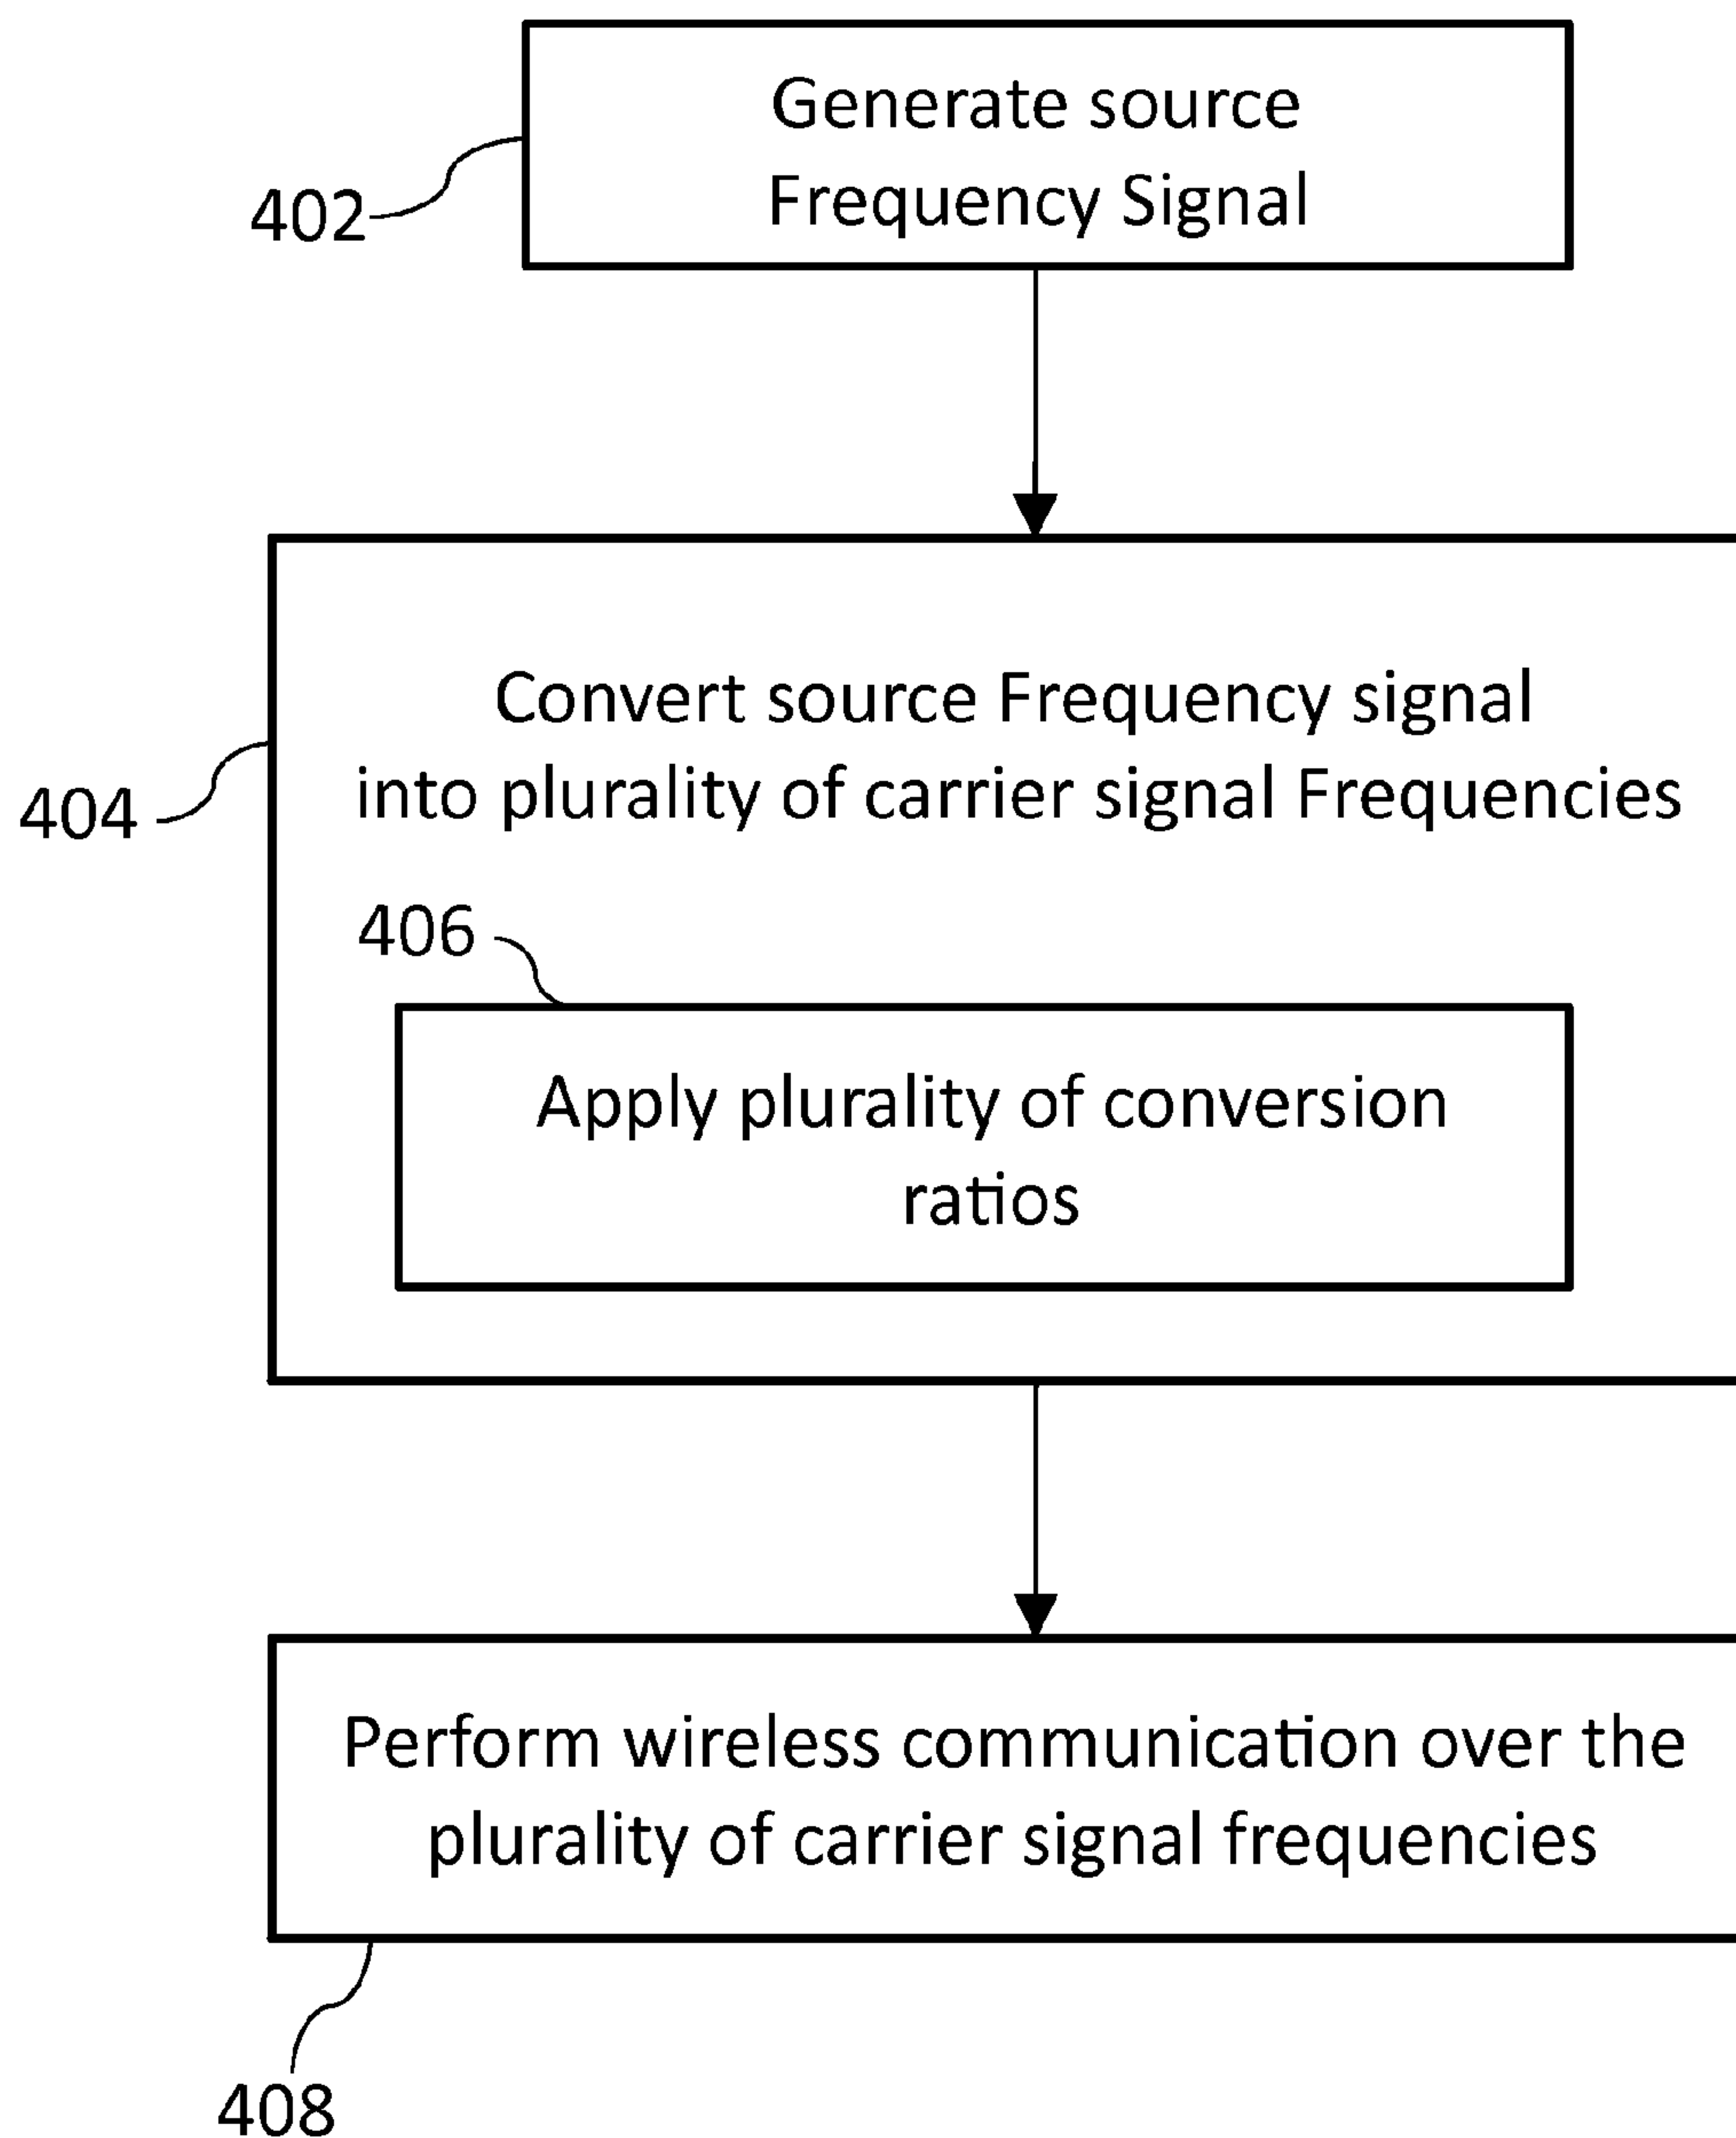 Generate source
Frequency Signal
402
Convert source Frequency signal
into plurality of carrier signal Frequencies
404
406
Apply plurality of conversion
ratios
Perform wireless communication over the
plurality of carrier signal frequencies
408